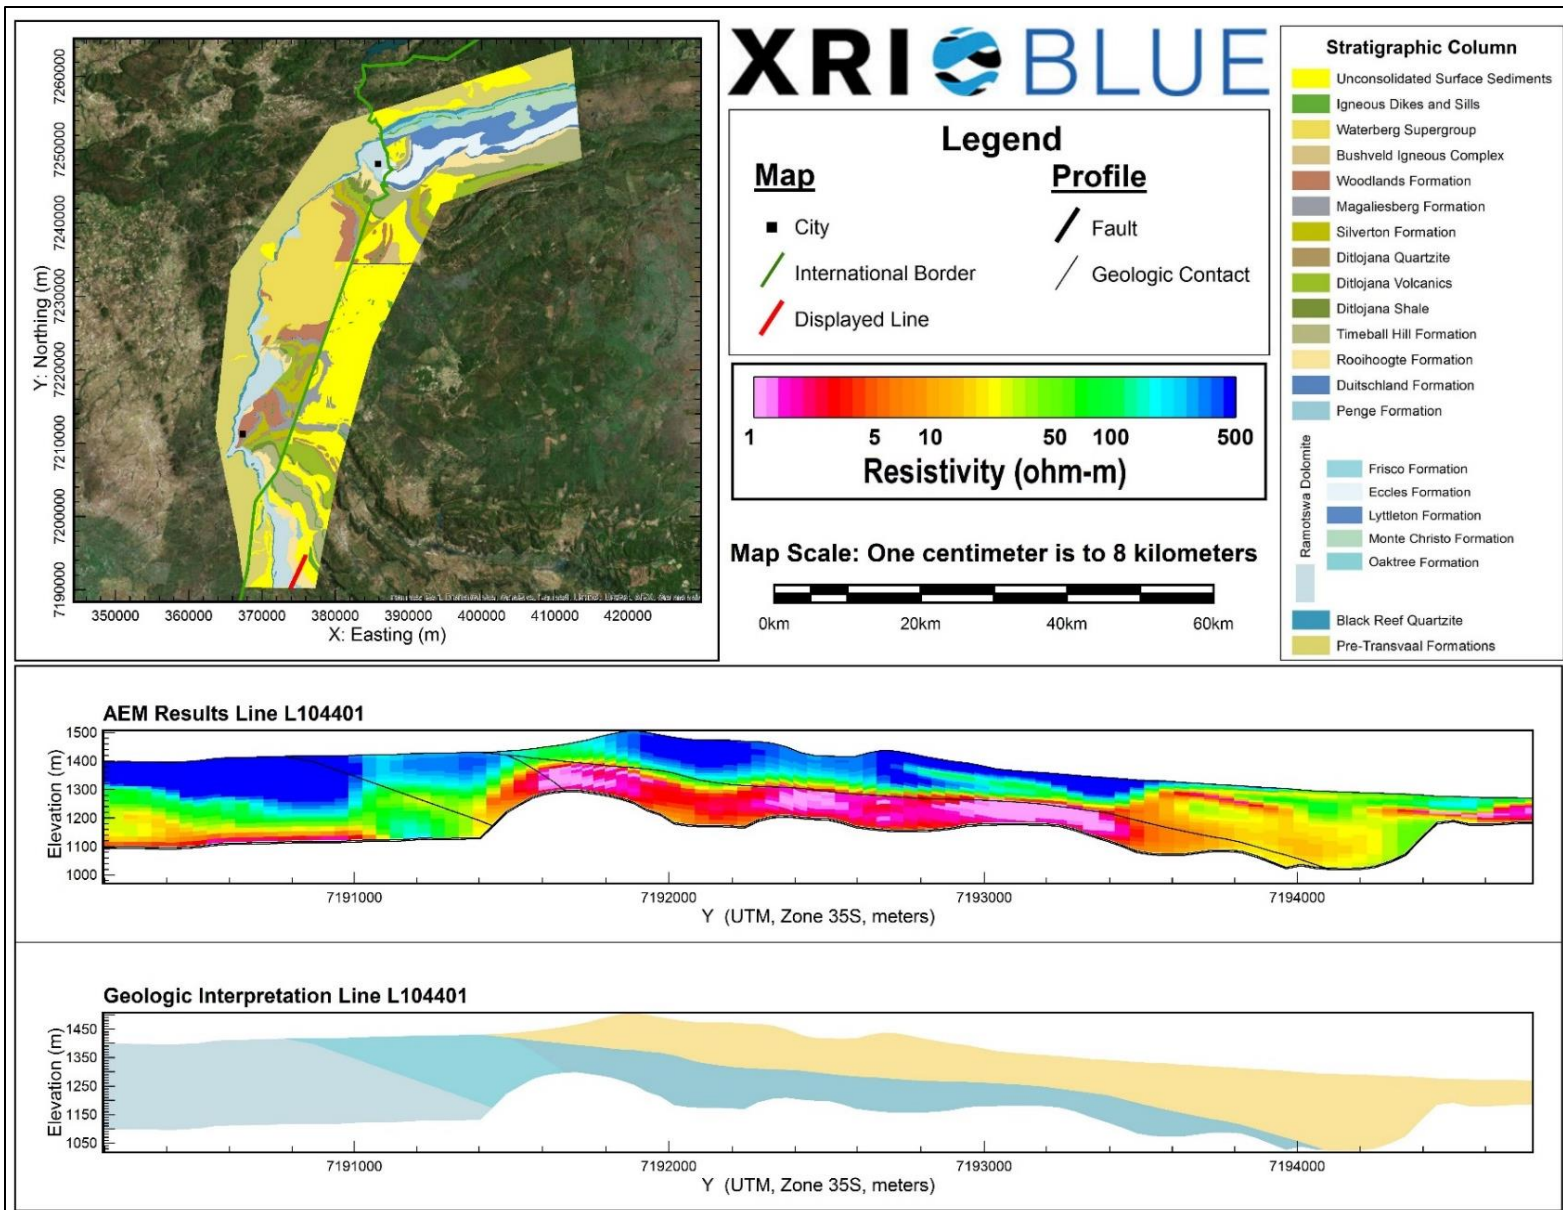 XRI BLUE
7260000
7250000
7240000
7230000
7220000
7210000
7200000
7190000
Y: Northing (m)
350000 360000 370000 380000 390000 400000 410000 420000
X: Easting (m)
Legend
Map
City
International Border
Displayed Line
Profile
Fault
Geologic Contact
1 5 10 50 100 500
Resistivity (ohm-m)
Map Scale: One centimeter is to 8 kilometers
0km 20km 40km 60km
Stratigraphic Column
Unconsolidated Surface Sediments
Igneous Dikes and Sills
Waterberg Supergroup
Bushveld Igneous Complex
Woodlands Formation
Magaliesberg Formation
Silverton Formation
Ditlojana Quartzite
Ditlojana Volcanics
Ditlojana Shale
Timeball Hill Formation
Rooihoogte Formation
Duitschland Formation
Penge Formation
Ramotswa Dolomite
Frisco Formation
Eccles Formation
Lyttleton Formation
Monte Christo Formation
Oaktree Formation
Black Reef Quartzite
Pre-Transvaal Formations
AEM Results Line L104401
Elevation (m)
1500
1400
1300
1200
1100
1000
7191000 7192000 7193000 7194000
Y (UTM, Zone 35S, meters)
Geologic Interpretation Line L104401
Elevation (m)
1450
1350
1250
1150
1050
7191000 7192000 7193000 7194000
Y (UTM, Zone 35S, meters)